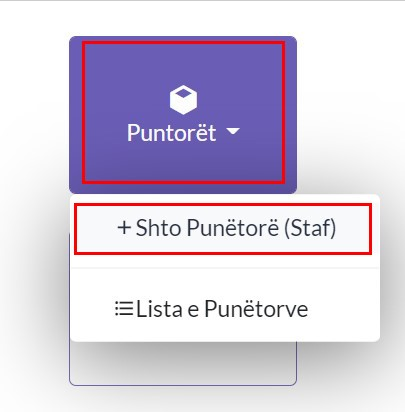 Puntorët
+ Shto Punëtorë (Staf)
Lista e Punëtorve